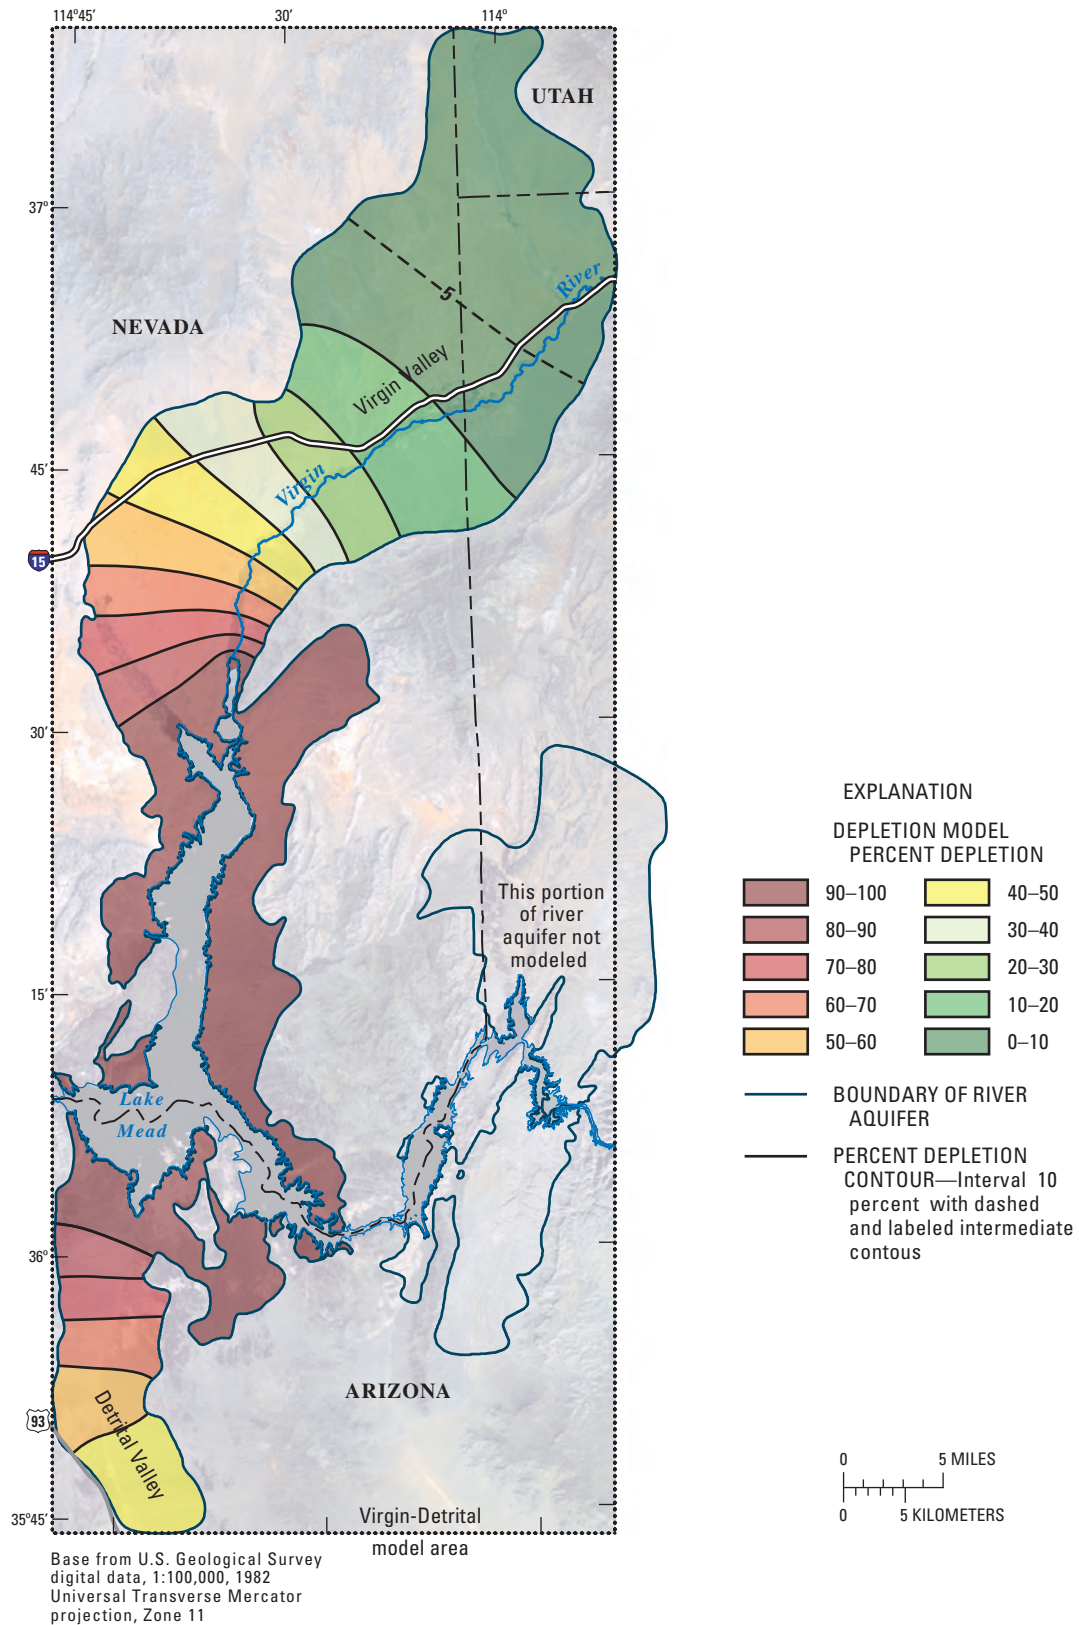 114°45'
30'
114°
UTAH
37°
River
5
NEVADA
Virgin Valley
45'
Virgin
15
30'
This portion
of river
aquifer not
modeled
15'
Lake
Mead
36°
ARIZONA
93
Detrital Valley
35°45'
Virgin-Detrital
model area
Base from U.S. Geological Survey
digital data, 1:100,000, 1982
Universal Transverse Mercator
projection, Zone 11
EXPLANATION
DEPLETION MODEL
PERCENT DEPLETION
90–100
80–90
70–80
60–70
50–60
40–50
30–40
20–30
10–20
0–10
BOUNDARY OF RIVER
AQUIFER
PERCENT DEPLETION
CONTOUR—Interval 10
percent with dashed
and labeled intermediate
contous
0 5 MILES
0 5 KILOMETERS